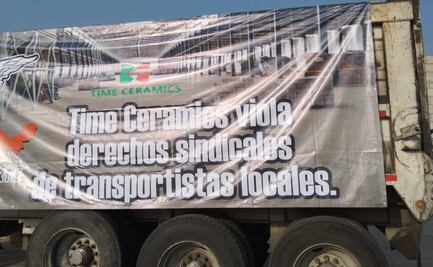 TIME CERAMICS
Time Ceramics viola
derechos sindicales
de transportistas locales.